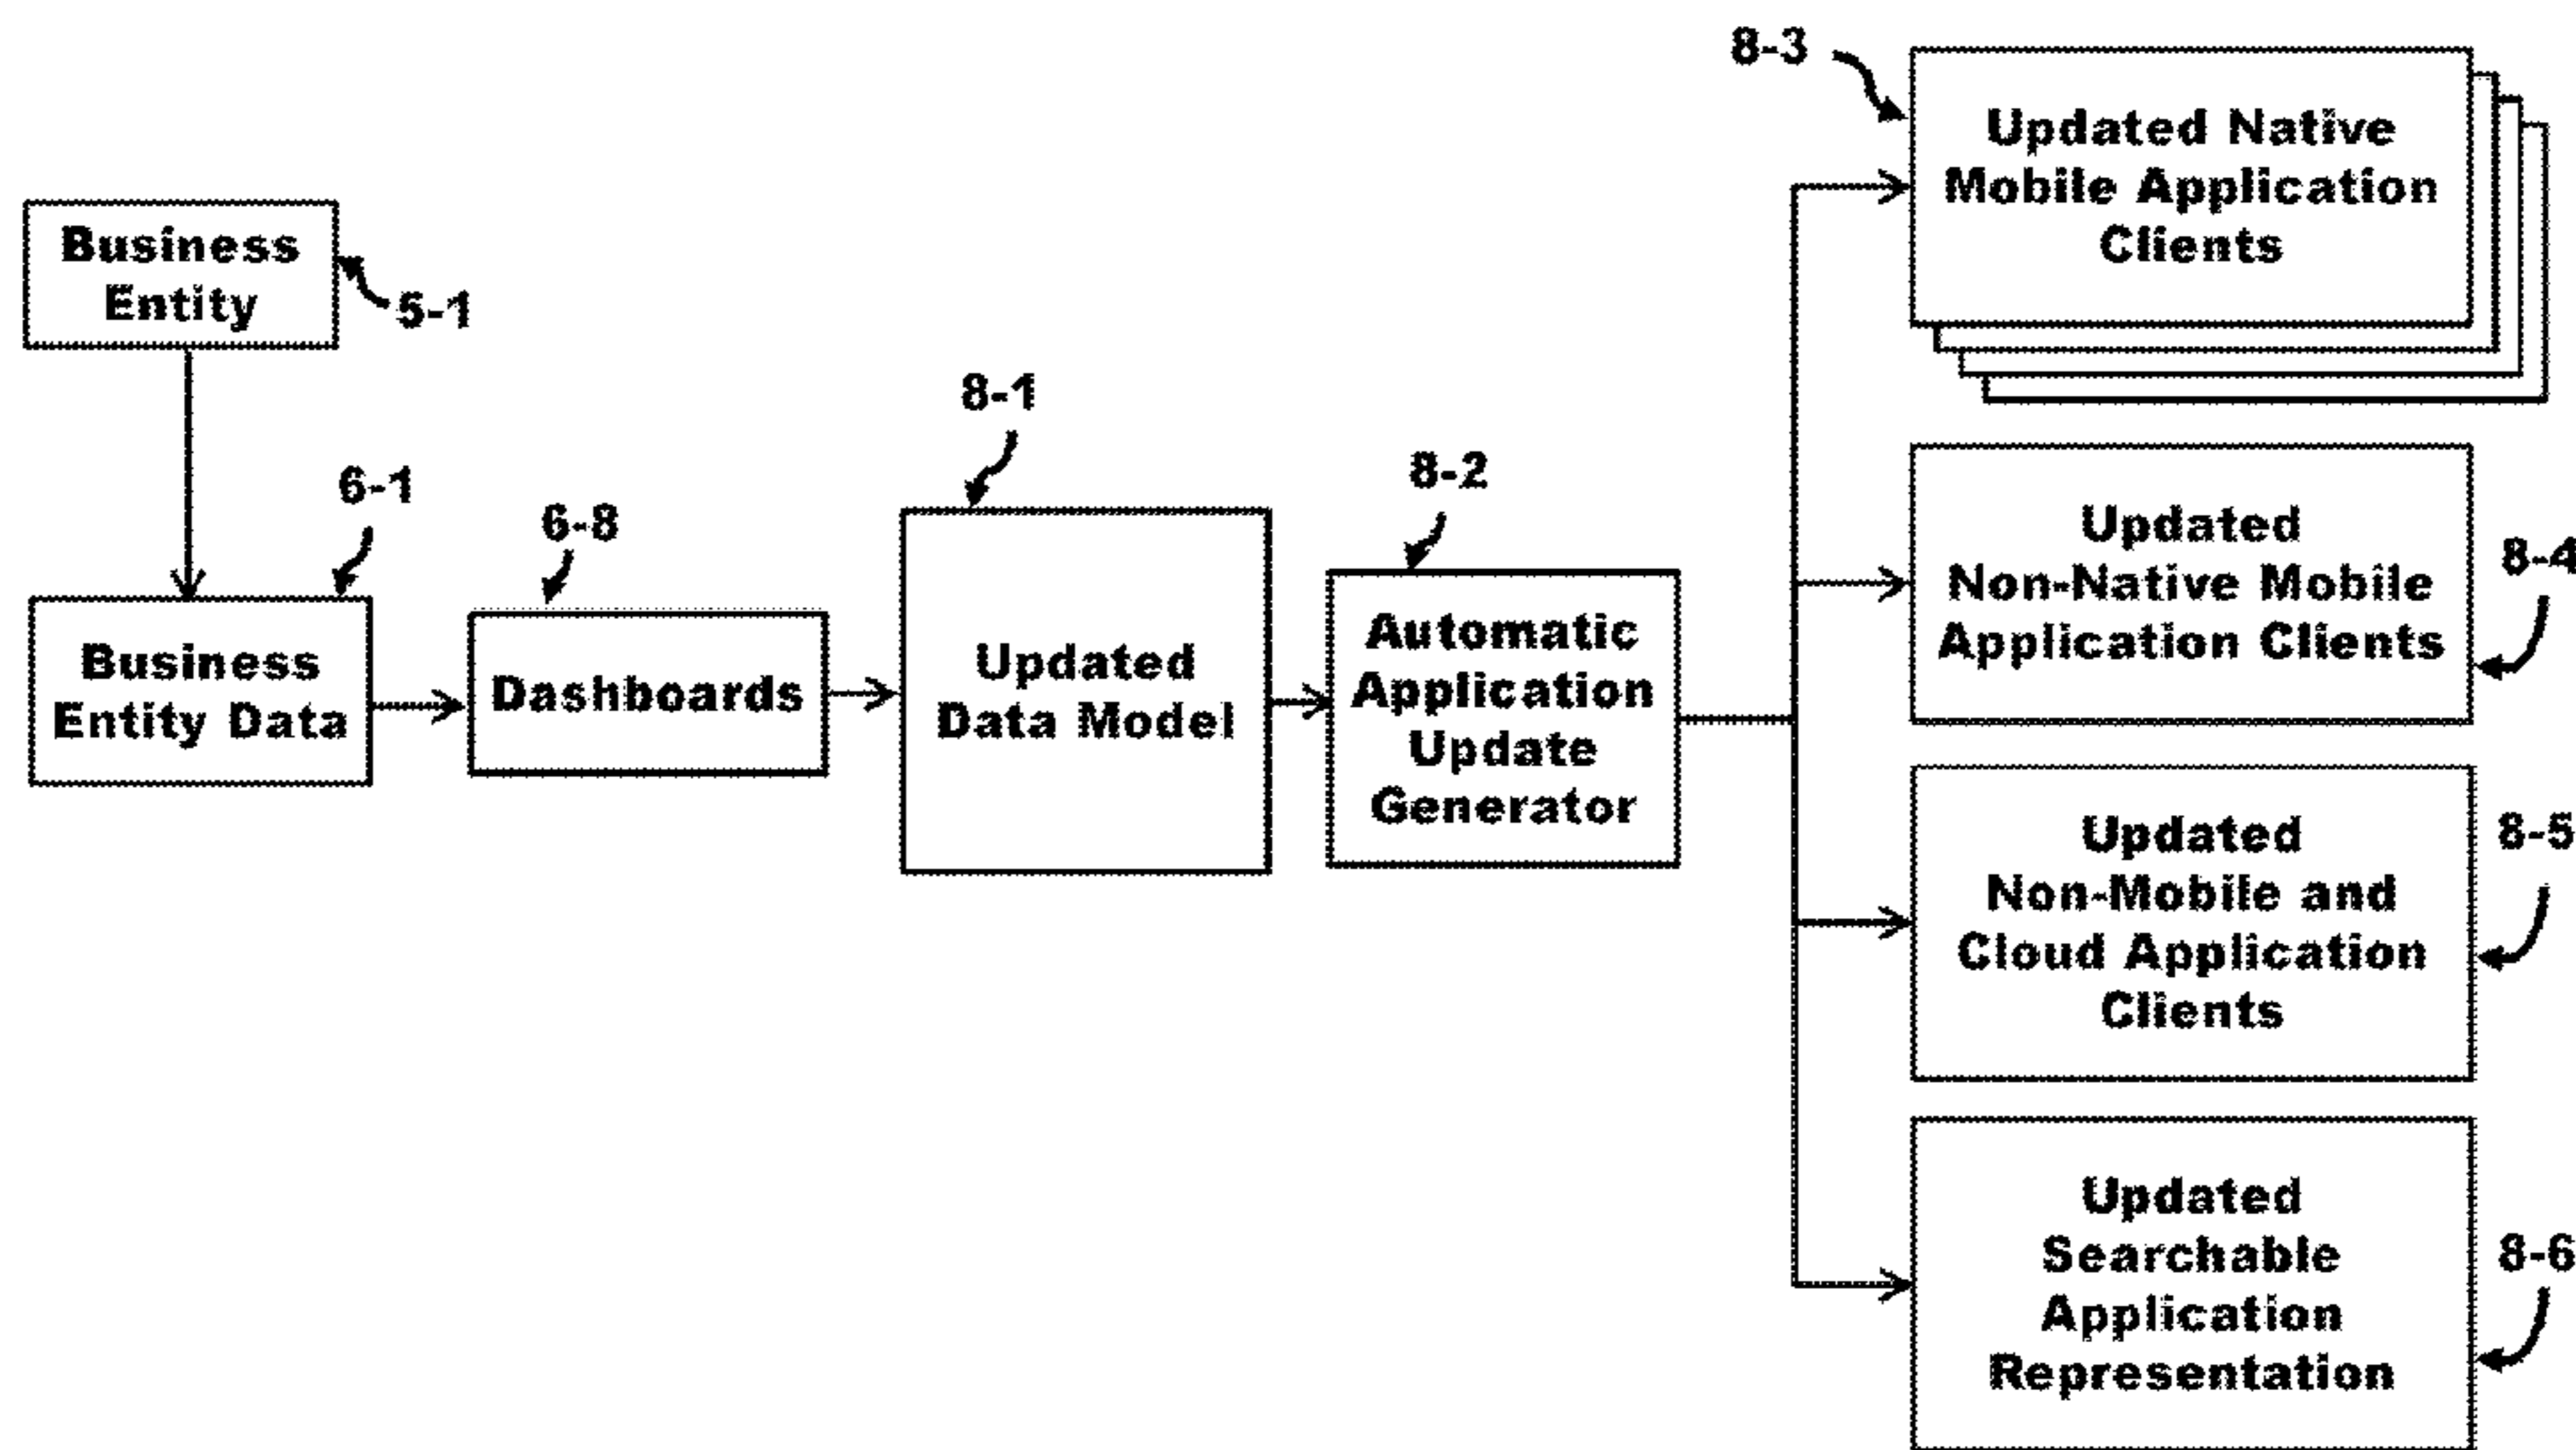 Business
Entity
5-1
6-1
Business
Entity Data
6-8
Dashboards
8-1
Updated
Data Model
8-2
Automatic
Application
Update
Generator
8-3
Updated Native
Mobile Application
Clients
Updated
Non-Native Mobile
Application Clients
8-4
Updated
Non-Mobile and
Cloud Application
Clients
8-5
Updated
Searchable
Application
Representation
8-6